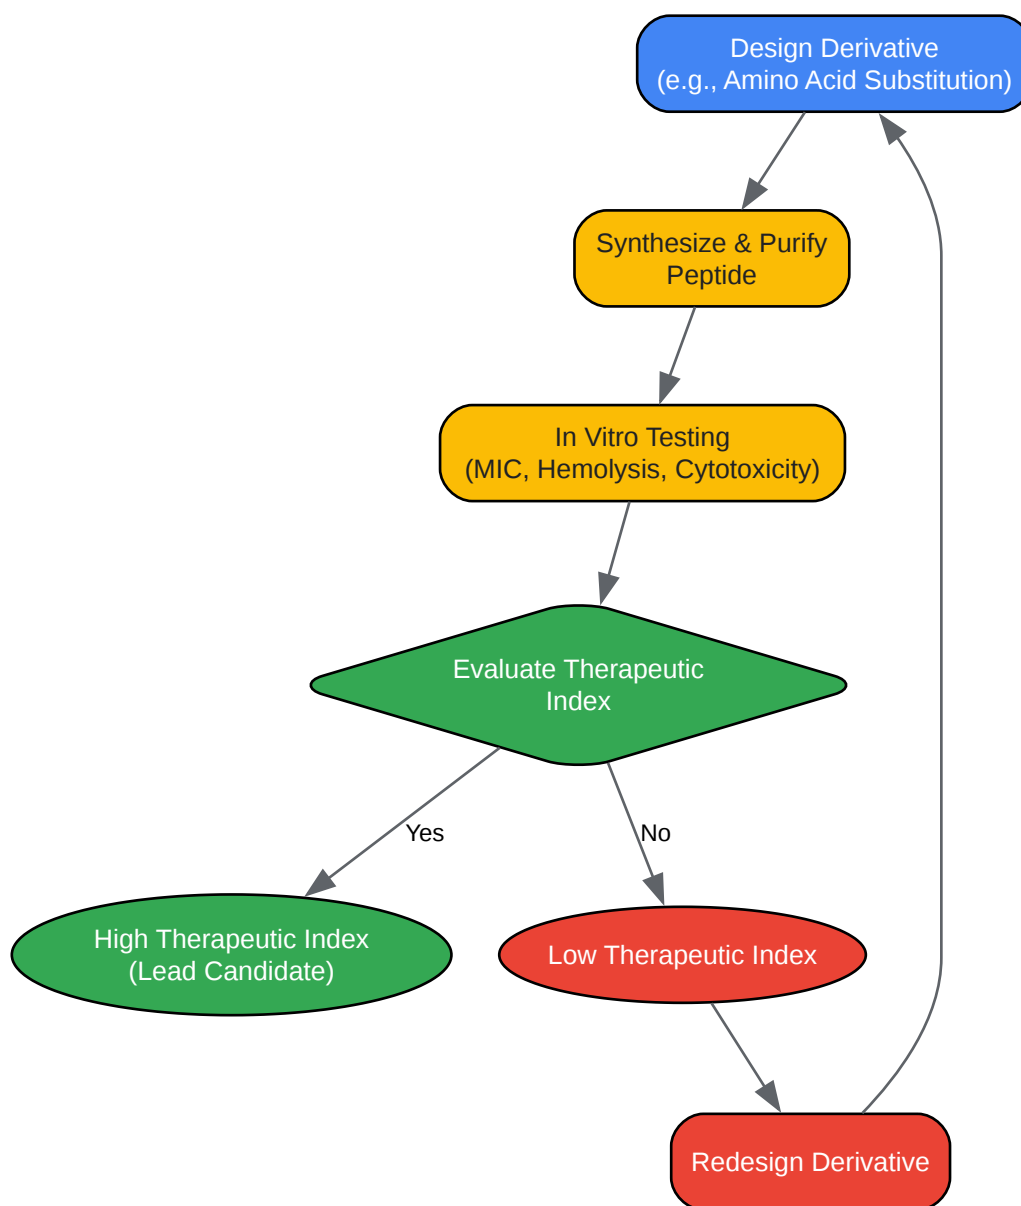 Design Derivative
(e.g., Amino Acid Substitution)
Synthesize & Purify
Peptide
In Vitro Testing
(MIC, Hemolysis, Cytotoxicity)
Evaluate Therapeutic
Index
Yes
No
High Therapeutic Index
(Lead Candidate)
Low Therapeutic Index
Redesign Derivative